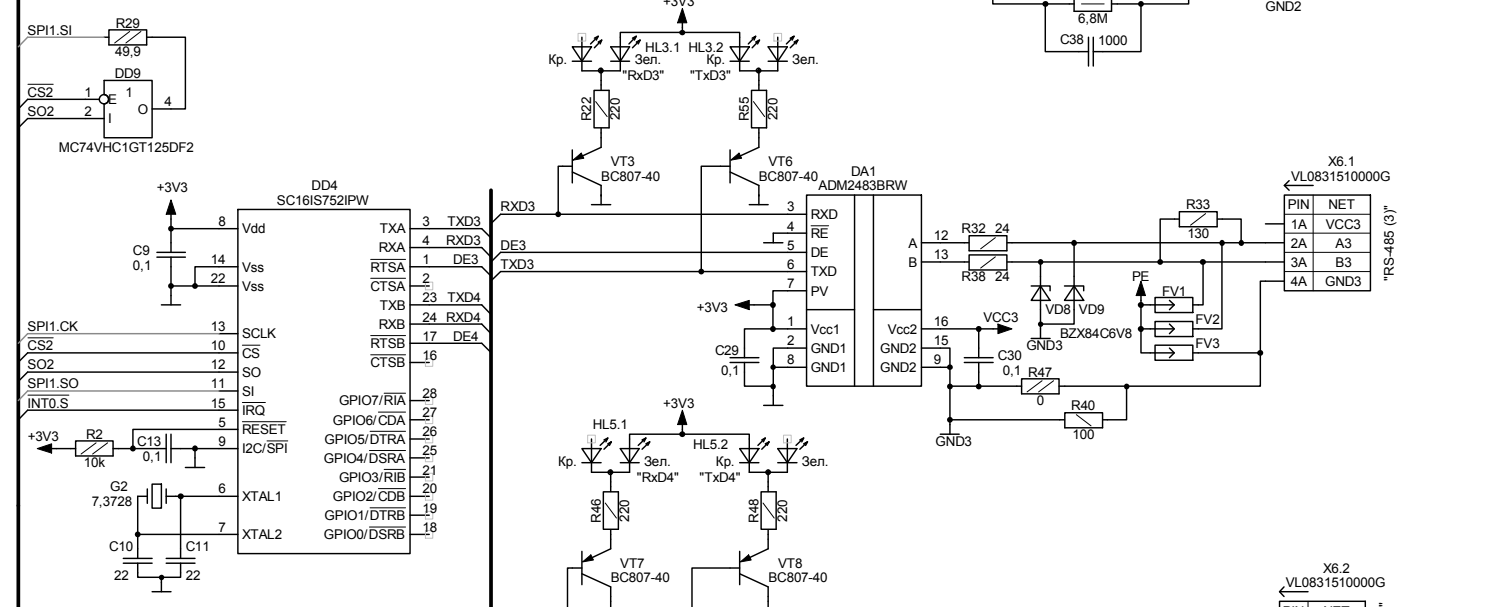 +3V3
6,8M
GND2
C38 1000
SPI1.SI
R29
49,9
DD9
CS2 1 E 1
O 4
SO2 2 I
MC74VHC1GT125DF2
HL3.1
HL3.2
Кр.
Зел.
Кр.
Зел.
"RxD3"
"TxD3"
R22
220
R55
220
VT3
BC807-40
VT6
BC807-40
+3V3
DD4
SC16IS752IPW
8 Vdd
C9
0,1
14 Vss
22 Vss
SPI1.CK 13 SCLK
CS2 10 CS
SO2 12 SO
SPI1.SO 11 SI
INT0.S 15 IRQ
5 RESET
+3V3
R2
10k
C13
0,1
9 I2C/SPI
G2
7,3728
6 XTAL1
7 XTAL2
C10
22
C11
22
TXA 3 TXD3
RXA 4 RXD3
RTSA 1 DE3
CTSA 2
TXB 23 TXD4
RXB 24 RXD4
RTSB 17 DE4
CTSB 16
GPIO7/RIA 28
GPIO6/CDA 27
GPIO5/DTRA 26
GPIO4/DSRA 25
GPIO3/RIB 21
GPIO2/CDB 20
GPIO1/DTRB 19
GPIO0/DSRB 18
RXD3
DE3
TXD3
DA1
ADM2483BRW
3 RXD
4 RE
5 DE
6 TXD
7 PV
+3V3
1 Vcc1
2 GND1
8 GND1
C29
0,1
A 12
B 13
Vcc2 16
GND2 15
GND2 9
R32 24
R38 24
VCC3
C30
0,1
R47
0
R40
100
GND3
VD8
VD9
BZX84C6V8
GND3
R33
130
PE
FV1
FV2
FV3
X6.1
VL0831510000G
PIN NET
1A VCC3
2A A3
3A B3
4A GND3
"RS-485 (3)"
+3V3
HL5.1
HL5.2
Кр.
Зел.
Кр.
Зел.
"RxD4"
"TxD4"
R46
220
R48
220
VT7
BC807-40
VT8
BC807-40
X6.2
VL0831510000G